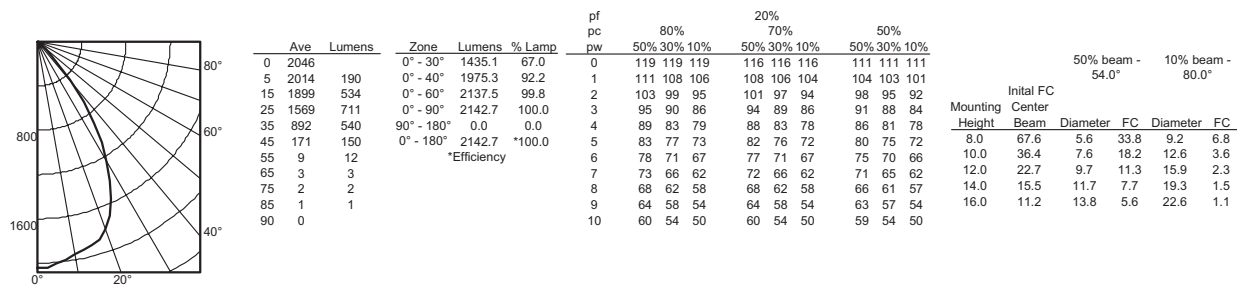 80°
60°
40°
800
1600
0°
20°
Ave Lumens
0 2046
5 2014 190
15 1899 534
25 1569 711
35 892 540
45 171 150
55 9 12
65 3 3
75 2 2
85 1 1
90 0
Zone Lumens % Lamp
0° - 30° 1435.1 67.0
0° - 40° 1975.3 92.2
0° - 60° 2137.5 99.8
0° - 90° 2142.7 100.0
90° - 180° 0.0 0.0
0° - 180° 2142.7 *100.0
*Efficiency
pf 20%
pc 80% 70% 50%
pw 50% 30% 10% 50% 30% 10% 50% 30% 10%
0 119 119 119 116 116 116 111 111 111
1 111 108 106 108 106 104 104 103 101
2 103 99 95 101 97 94 98 95 92
3 95 90 86 94 89 86 91 88 84
4 89 83 79 88 83 78 86 81 78
5 83 77 73 82 76 72 80 75 72
6 78 71 67 77 71 67 75 70 66
7 73 66 62 72 66 62 71 65 62
8 68 62 58 68 62 58 66 61 57
9 64 58 54 64 58 54 63 57 54
10 60 54 50 60 54 50 59 54 50
50% beam - 10% beam -
54.0° 80.0°
Inital FC
Mounting Center
Height Beam Diameter FC Diameter FC
8.0 67.6 5.6 33.8 9.2 6.8
10.0 36.4 7.6 18.2 12.6 3.6
12.0 22.7 9.7 11.3 15.9 2.3
14.0 15.5 11.7 7.7 19.3 1.5
16.0 11.2 13.8 5.6 22.6 1.1